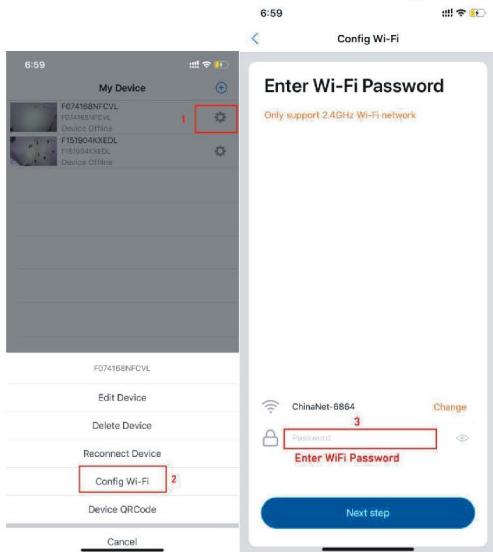 6:59
My Device
F074168NFCVL
F074168NFCVL
Device Offline
1
F151904KXEDL
F151904KXEDL
Device Offline
F074168NFCVL
Edit Device
Delete Device
Reconnect Device
Config Wi-Fi
2
Device QRCode
Cancel
6:59
Config Wi-Fi
Enter Wi-Fi Password
Only support 2.4GHz Wi-Fi network
ChinaNet-6864
Change
3
Password
Enter WiFi Password
Next step